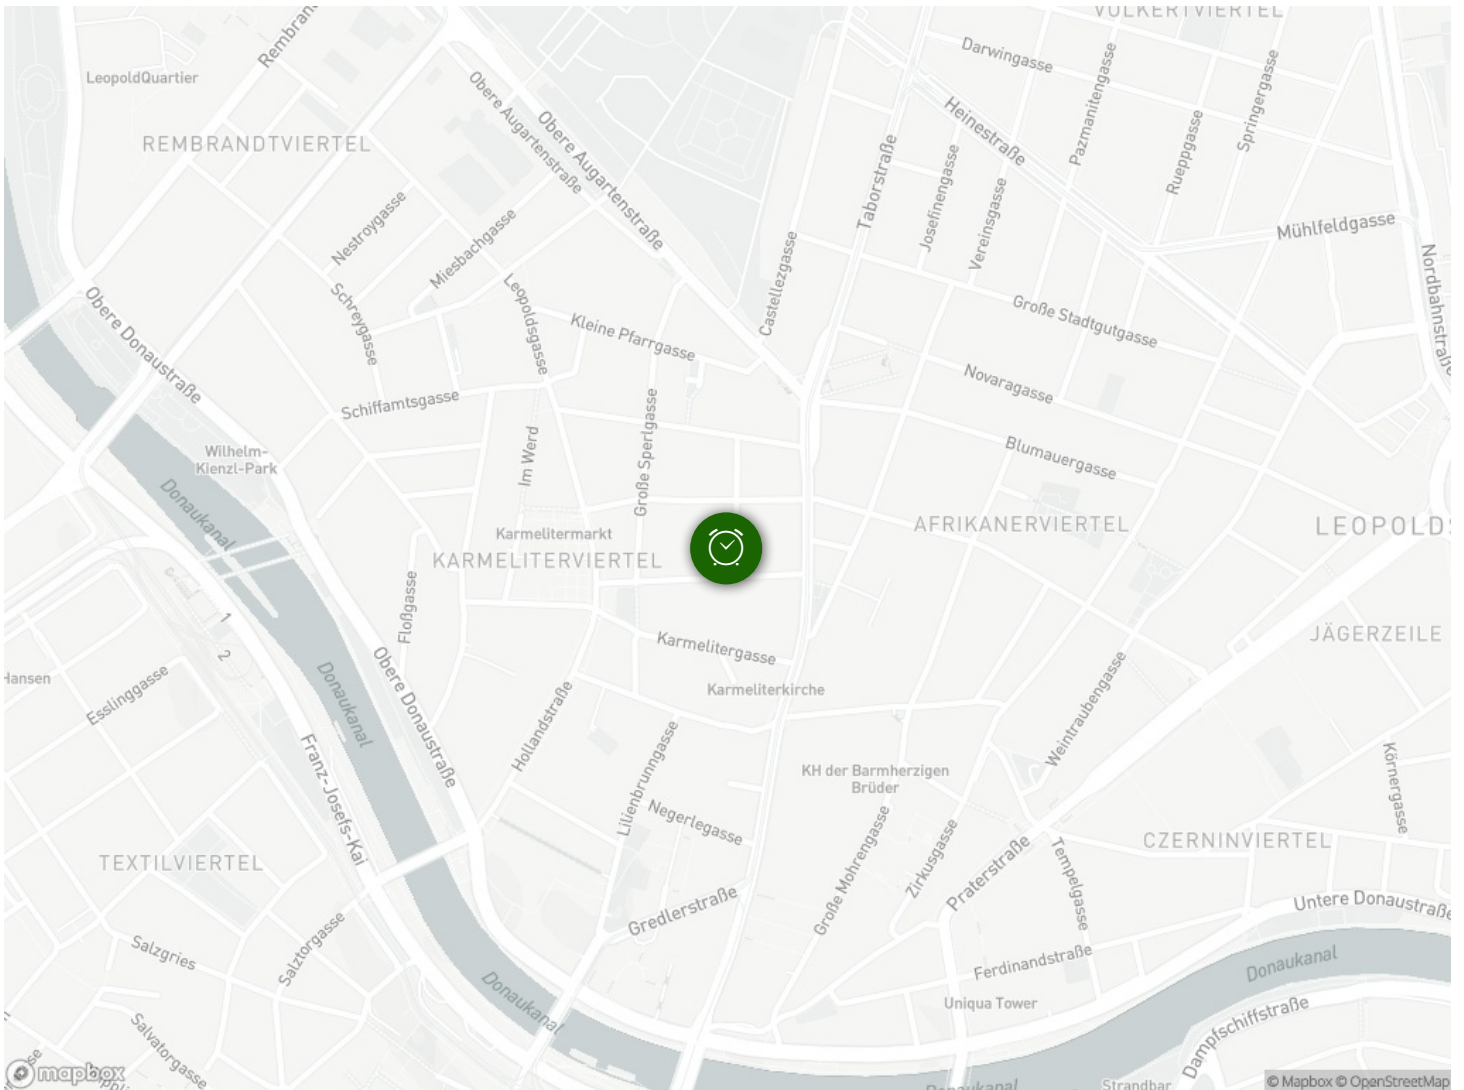 VOLKERTVIERTEL
Darwingasse
LeopoldQuartier
Obere Augartenstraße
Obere Augartenstraße
Heinestraße
Pazmanitengasse
Springergasse
Rueppgasse
REMBRANDTVIERTEL
Taborstraße
Josefinengasse
Vereinsgasse
Mühlfeldgasse
Nestroygasse
Miesbachgasse
Castellezgasse
Nordbahnstraße
Obere Donaustraße
Schreygasse
Leopoldsgasse
Kleine Pfarrgasse
Große Stadtgutgasse
Novaragasse
Schiffamtsgasse
Große Sperlgasse
Blumauergasse
Wilhelm-
Kienzl-Park
Im Werd
Donaukanal
Karmelitermarkt
KARMELITERVIERTEL
AFRIKANERVIERTEL
LEOPOLDS
Floßgasse
1
2
JÄGERZEILE
Karmelitergasse
Hansen
Esslinggasse
Donaukanal
Obere Donaustraße
Karmeliterkirche
Weintraubengasse
Hollandstraße
Franz-Josefs-Kai
Lilienbrunngasse
KH der Barmherzigen
Brüder
Körnergasse
Negerlegasse
TEXTILVIERTEL
Große Mohrengasse
Zirkusgasse
Praterstraße
Tempelgasse
CZERNINVIERTEL
Gredlerstraße
Untere Donaustraße
Salzgries
Salztorgasse
Ferdinandstraße
Donaukanal
Donaukanal
Uniqua Tower
Salvatorgasse
Dampfschiffstraße
mapbox
Donaukanal
Strandbar
© Mapbox © OpenStreetMap